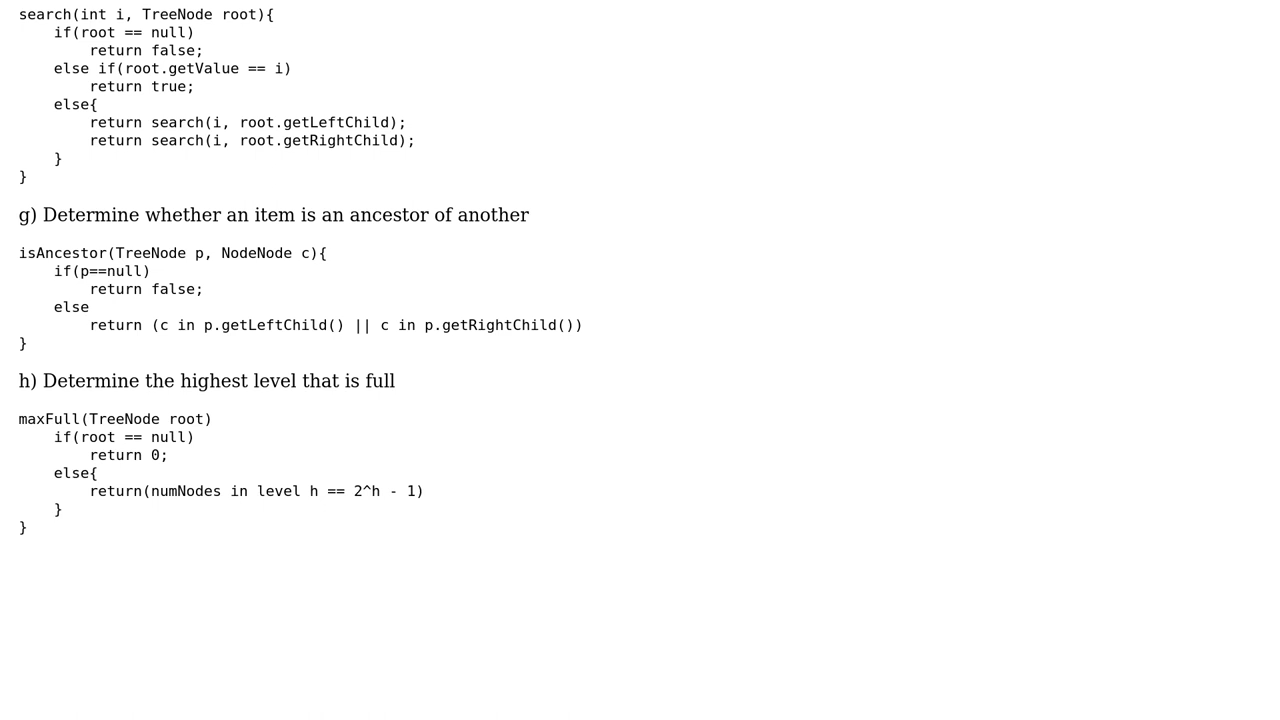 search(int i, TreeNode root){
    if(root == null)
        return false;
    else if(root.getValue == i)
        return true;
    else{
        return search(i, root.getLeftChild);
        return search(i, root.getRightChild);
    }
}
g) Determine whether an item is an ancestor of another
isAncestor(TreeNode p, NodeNode c){
    if(p==null)
        return false;
    else
        return (c in p.getLeftChild() || c in p.getRightChild())
}
h) Determine the highest level that is full
maxFull(TreeNode root)
    if(root == null)
        return 0;
    else{
        return(numNodes in level h == 2^h - 1)
    }
}